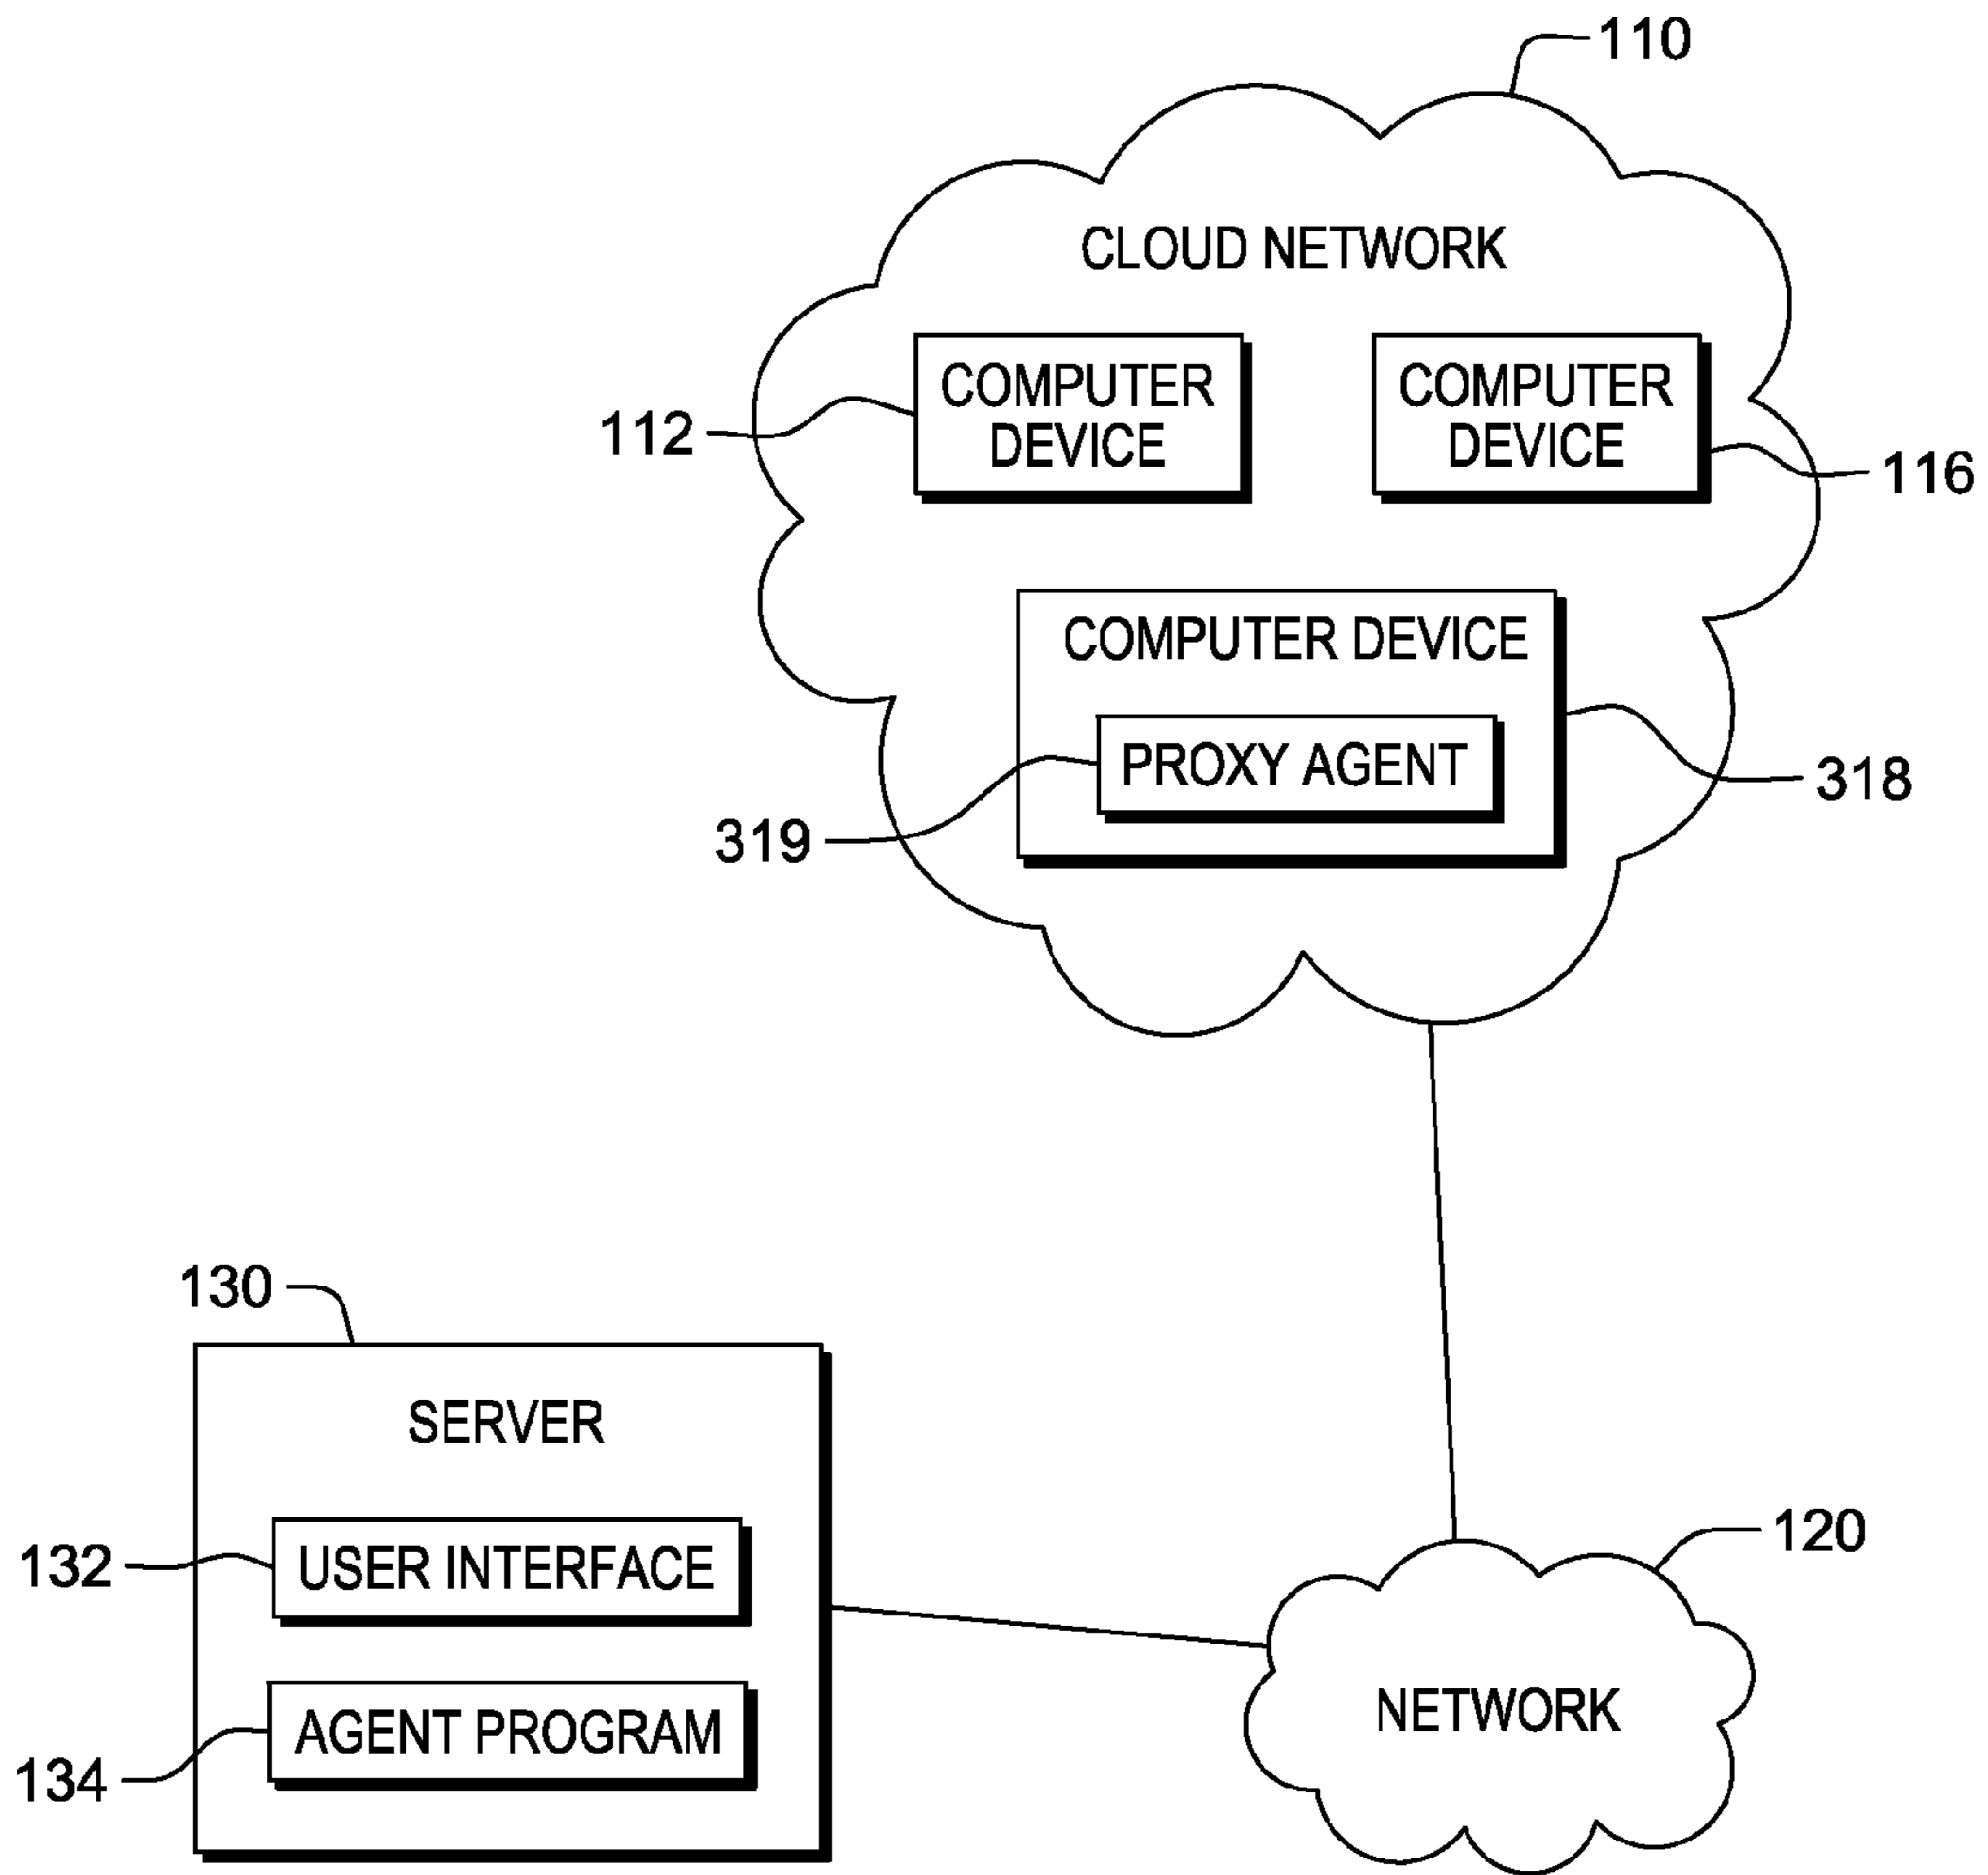 110
CLOUD NETWORK
COMPUTER
DEVICE
COMPUTER
DEVICE
112
116
COMPUTER DEVICE
PROXY AGENT
318
319
130
SERVER
USER INTERFACE
132
AGENT PROGRAM
134
120
NETWORK